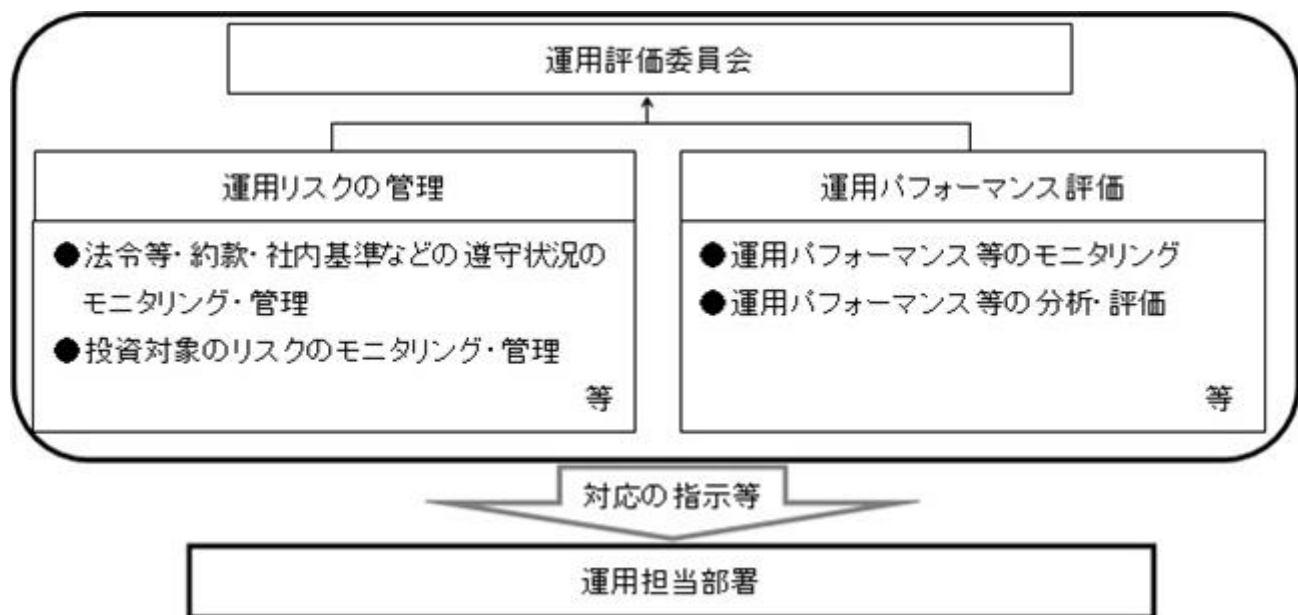 運用評価委員会
運用リスクの管理
●法令等・約款・社内基準などの遵守状況の
モニタリング・管理
●投資対象のリスクのモニタリング・管理
等
運用パフォーマンス評価
●運用パフォーマンス等のモニタリング
●運用パフォーマンス等の分析・評価
等
対応の指示等
運用担当部署